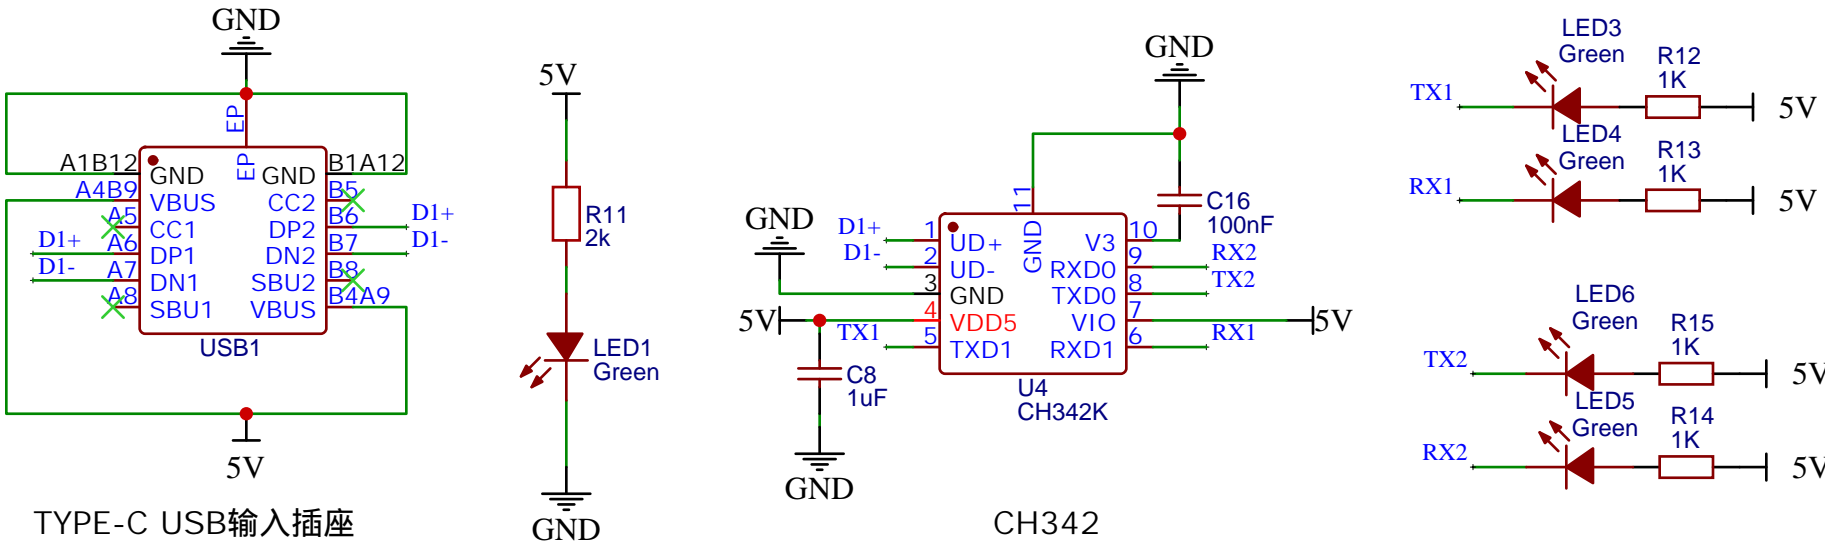 GND
EP
A1B12
GND
EP
GND
B1A12
A4B9
VBUS
CC2
B5
A5
CC1
DP2
B6
D1+
D1+
A6
DP1
DN2
B7
D1-
D1-
A7
DN1
SBU2
B8
A8
SBU1
VBUS
B4A9
USB1
5V
TYPE-C USB输入插座
5V
R11
2k
LED1
Green
GND
GND
C16
100nF
GND
11
GND
D1+
1
UD+
V3
10
D1-
2
UD-
RXD0
9
RX2
3
GND
TXD0
8
TX2
5V
4
VDD5
VIO
7
5V
TX1
5
TXD1
RXD1
6
RX1
C8
1uF
U4
CH342K
GND
CH342
LED3
Green
R12
1K
TX1
5V
LED4
Green
R13
1K
RX1
5V
LED6
Green
R15
1K
TX2
5V
LED5
Green
R14
1K
RX2
5V